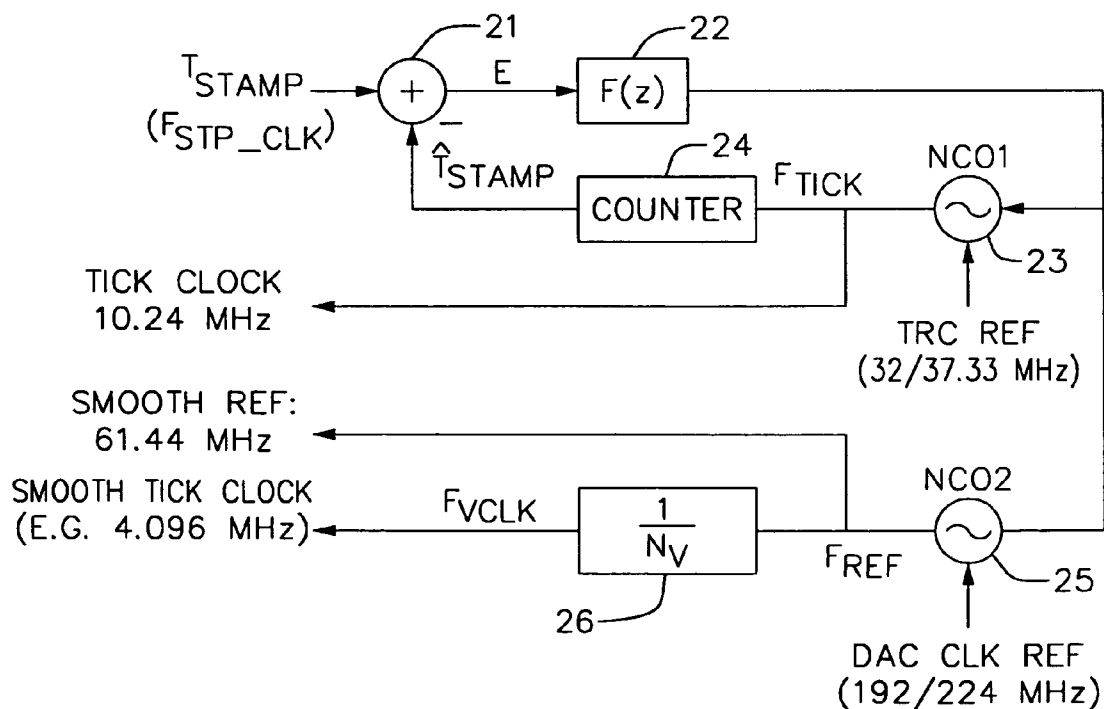 21
22
T_STAMP
(F_STP_CLK)
+
−
E
F(z)
T̂_STAMP
24
COUNTER
F_TICK
NCO1
∼
23
TICK CLOCK
10.24 MHz
TRC REF
(32/37.33 MHz)
SMOOTH REF:
61.44 MHz
SMOOTH TICK CLOCK
(E.G. 4.096 MHz)
F_VCLK
1
N_V
26
F_REF
NCO2
∼
25
DAC CLK REF
(192/224 MHz)